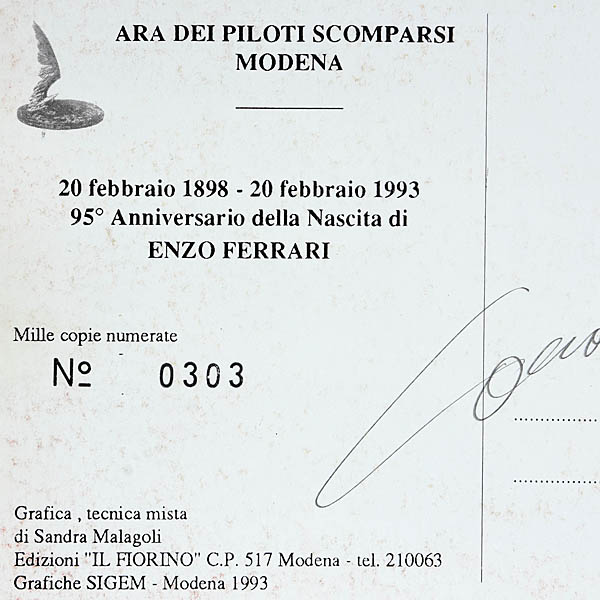 ARA DEI PILOTI SCOMPARSI
MODENA
20 febbraio 1898 - 20 febbraio 1993
95° Anniversario della Nascita di
ENZO FERRARI
Mille copie numerate
Nº 0303
Grafica , tecnica mista
di Sandra Malagoli
Edizioni "IL FIORINO" C.P. 517 Modena - tel. 210063
Grafiche SIGEM - Modena 1993